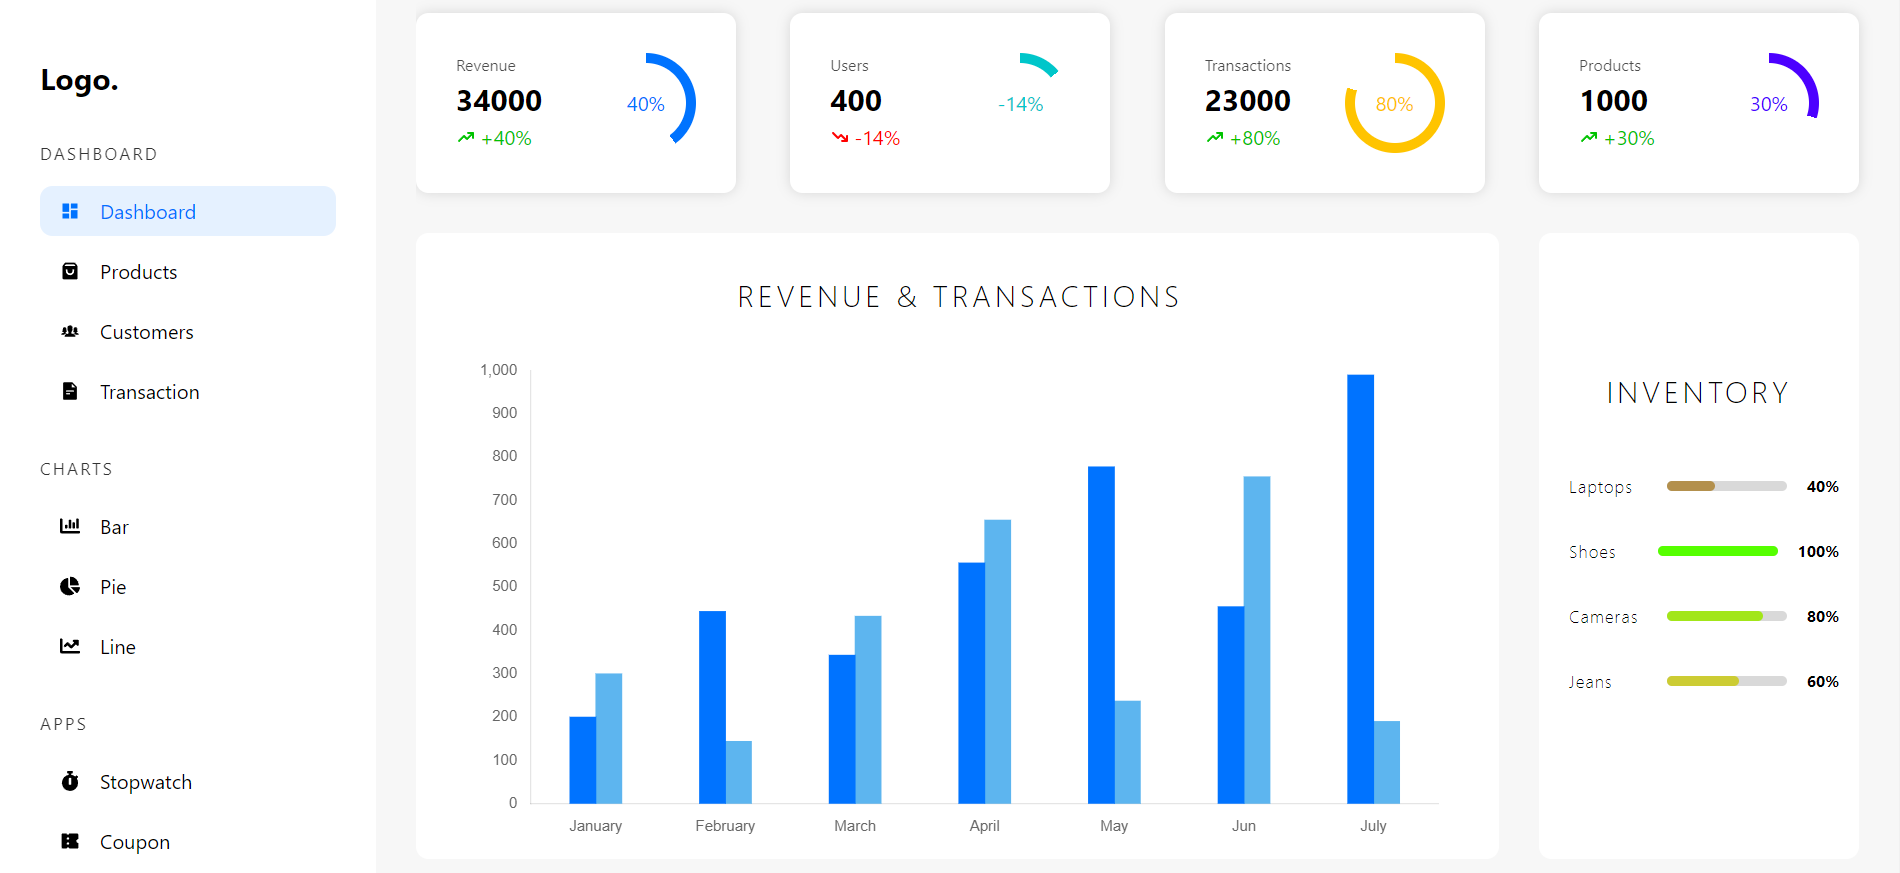 Logo.
DASHBOARD
Dashboard
Products
Customers
Transaction
CHARTS
Bar
Pie
Line
APPS
Stopwatch
Coupon
Revenue
34000
+40%
40%
Users
400
-14%
-14%
Transactions
23000
+80%
80%
Products
1000
+30%
30%
REVENUE & TRANSACTIONS
1,000
900
800
700
600
500
400
300
200
100
0
January February March April May Jun July
INVENTORY
Laptops 40%
Shoes 100%
Cameras 80%
Jeans 60%